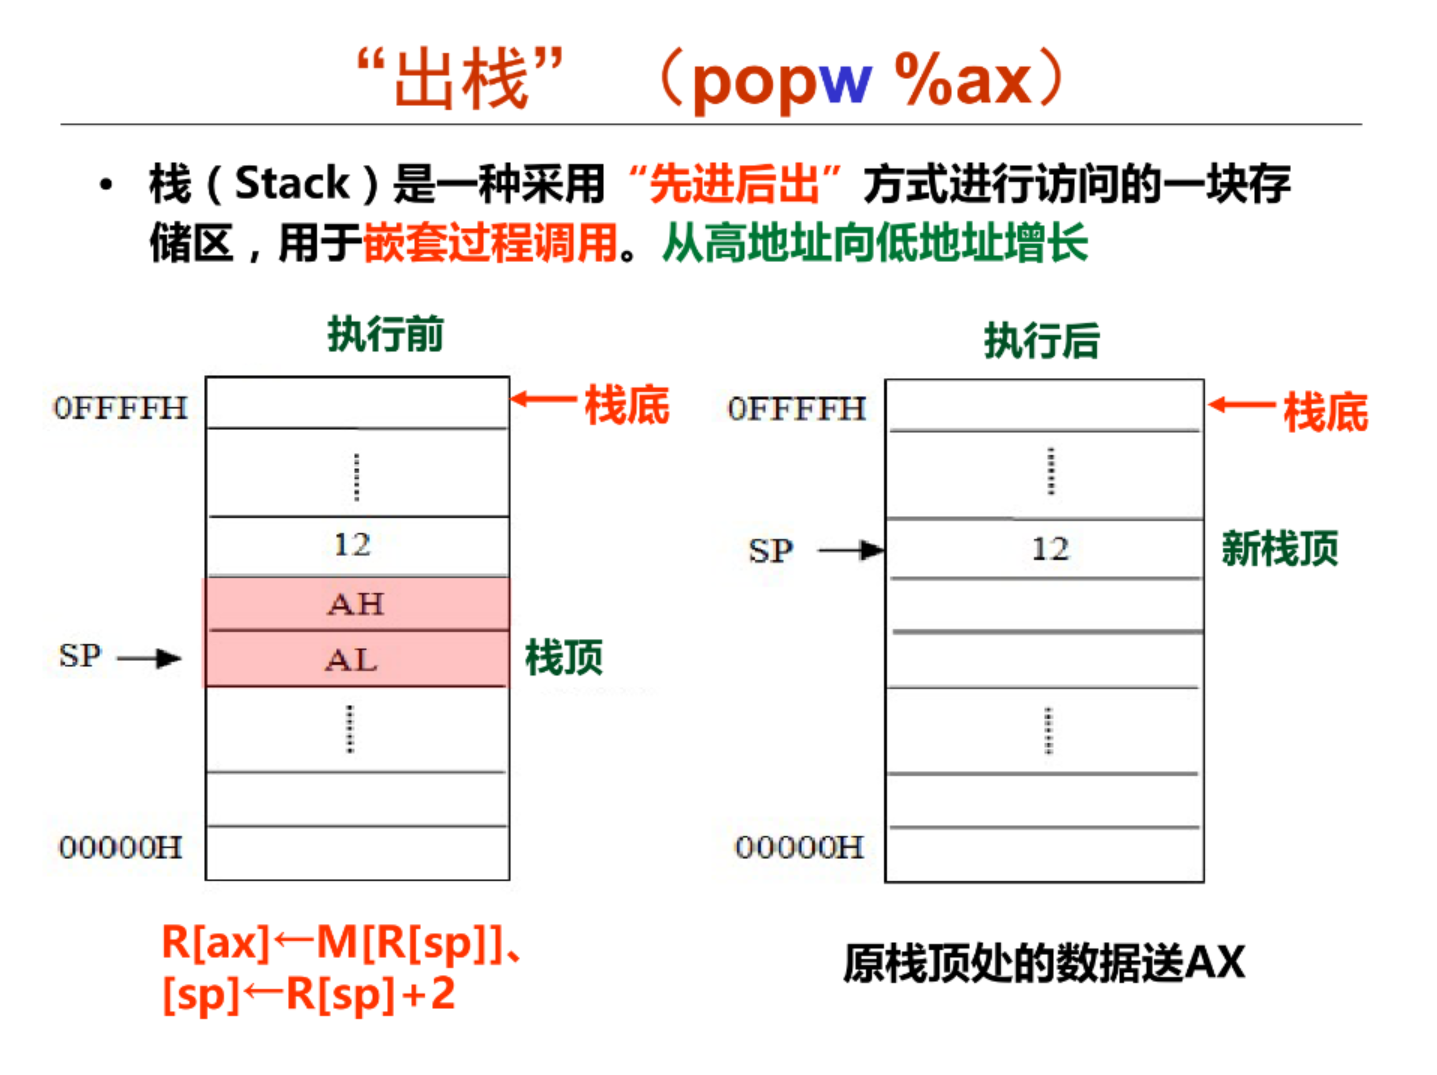 “出栈” （popw %ax）
• 栈（Stack）是一种采用“先进后出”方式进行访问的一块存
储区，用于嵌套过程调用。从高地址向低地址增长
执行前
0FFFFH
栈底
12
AH
SP
AL
栈顶
00000H
R[ax]←M[R[sp]]、
[sp]←R[sp]+2
执行后
0FFFFH
栈底
SP
12
新栈顶
00000H
原栈顶处的数据送AX